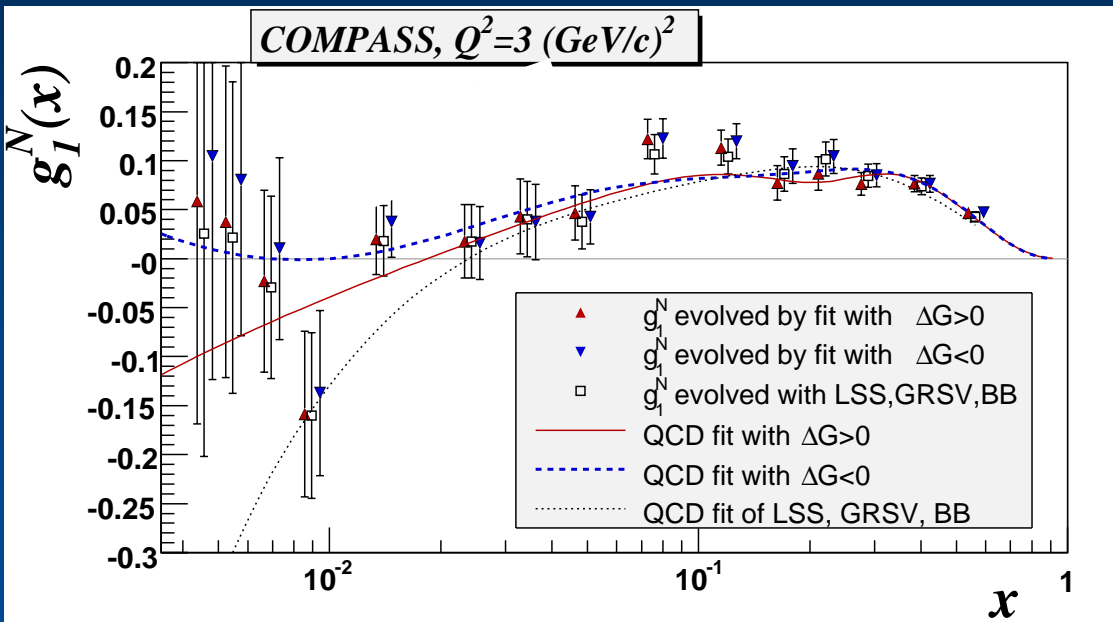 COMPASS, Q²=3 (GeV/c)²
g₁ᴺ(x)
0.2
0.15
0.1
0.05
-0
-0.05
-0.1
-0.15
-0.2
-0.25
-0.3
g₁ᴺ evolved by fit with ΔG>0
g₁ᴺ evolved by fit with ΔG<0
g₁ᴺ evolved with LSS,GRSV,BB
QCD fit with ΔG>0
QCD fit with ΔG<0
QCD fit of LSS, GRSV, BB
10⁻² 10⁻¹ 1
x